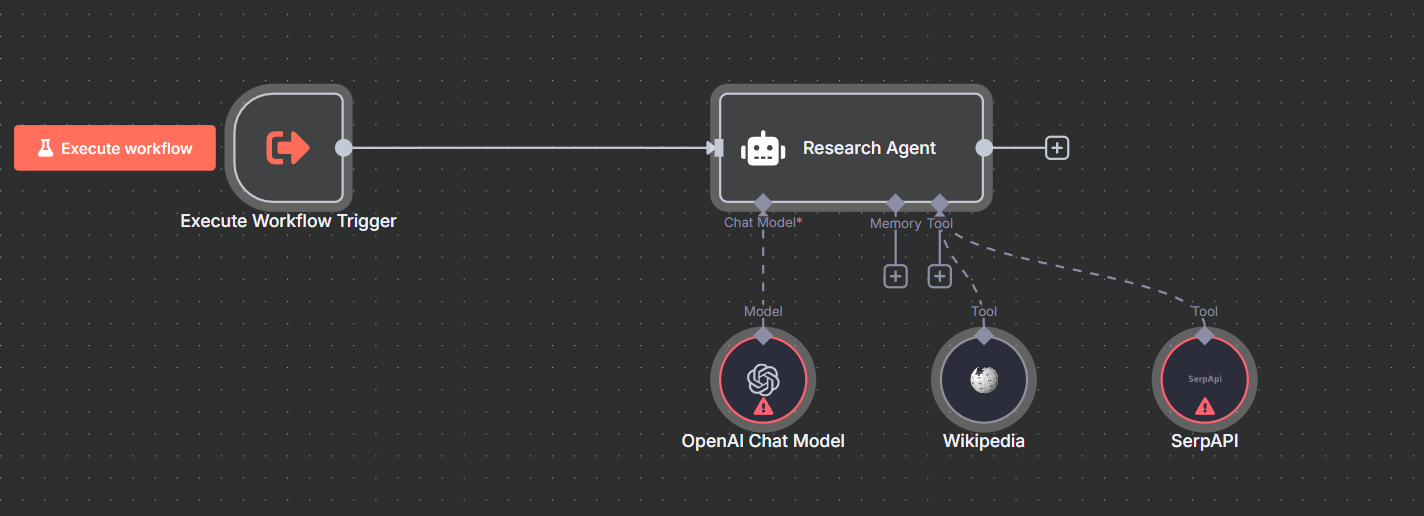 Execute workflow
Research Agent
Execute Workflow Trigger
Chat Model*
Memory
Tool
Model
Tool
Tool
SerpApi
OpenAI Chat Model
Wikipedia
SerpAPI